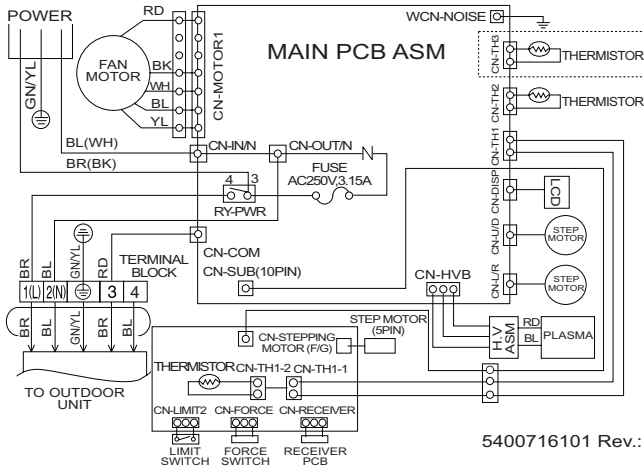 POWER
RD
WCN-NOISE
FAN
MOTOR
CN-MOTOR1
MAIN PCB ASM
CN-TH3
THERMISTOR
GN/YL
BK
WH
BL
YL
CN-TH2
THERMISTOR
BL(WH)
CN-IN/N
CN-OUT/N
N
CN-TH1
BR(BK)
4 3
RY-PWR
FUSE
AC250V,3.15A
CN-DISP
LCD
CN-U/D
STEP
MOTOR
BR
BL
GN/YL
RD
CN-COM
TERMINAL
BLOCK
CN-SUB(10PIN)
CN-HVB
CN-L/R
STEP
MOTOR
1(L) 2(N) 3 4
BR
BL
GN/YL
BR
BL
TO OUTDOOR
UNIT
CN-STEPPING
MOTOR (F/G)
STEP MOTOR
(5PIN)
H.V
ASM
RD
BL
PLASMA
THERMISTOR
CN-TH1-2
CN-TH1-1
CN-LIMIT2
CN-FORCE
CN-RECEIVER
LIMIT
SWITCH
FORCE
SWITCH
RECEIVER
PCB
5400716101 Rev.: